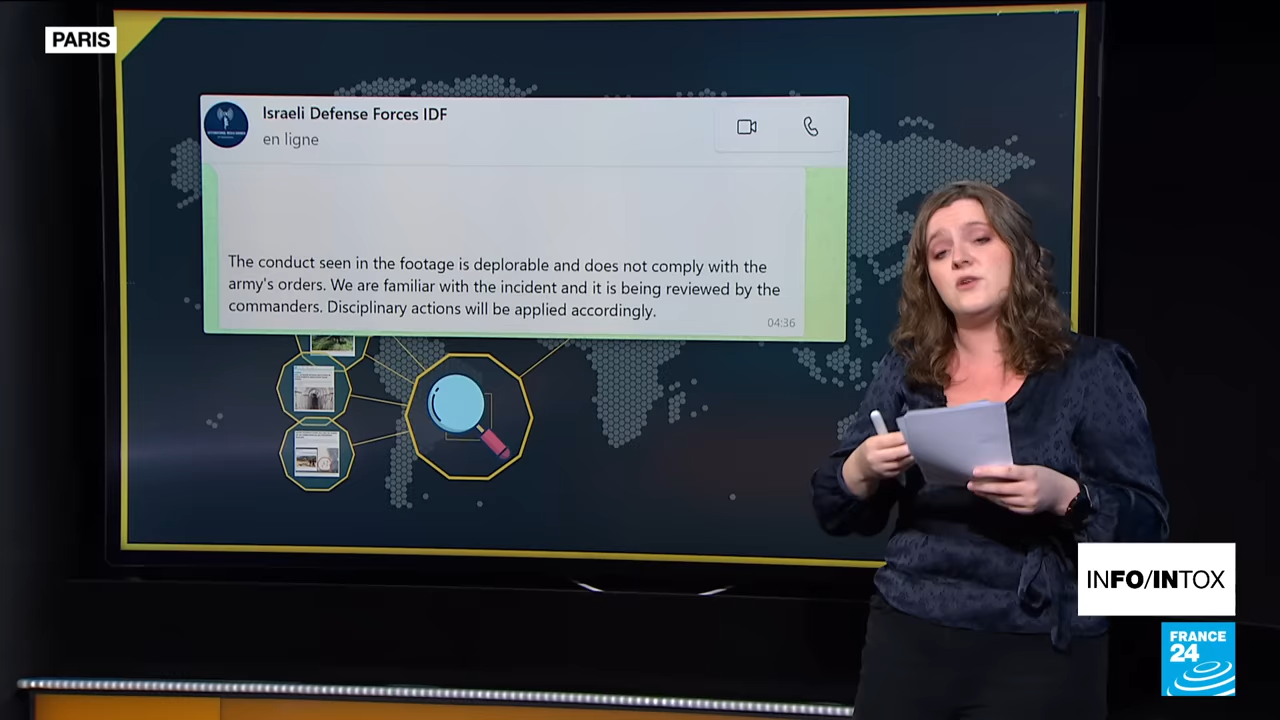 PARIS
Israeli Defense Forces IDF
en ligne
The conduct seen in the footage is deplorable and does not comply with the
army's orders. We are familiar with the incident and it is being reviewed by the
commanders. Disciplinary actions will be applied accordingly.
04:36
INFO/INTOX
FRANCE
24